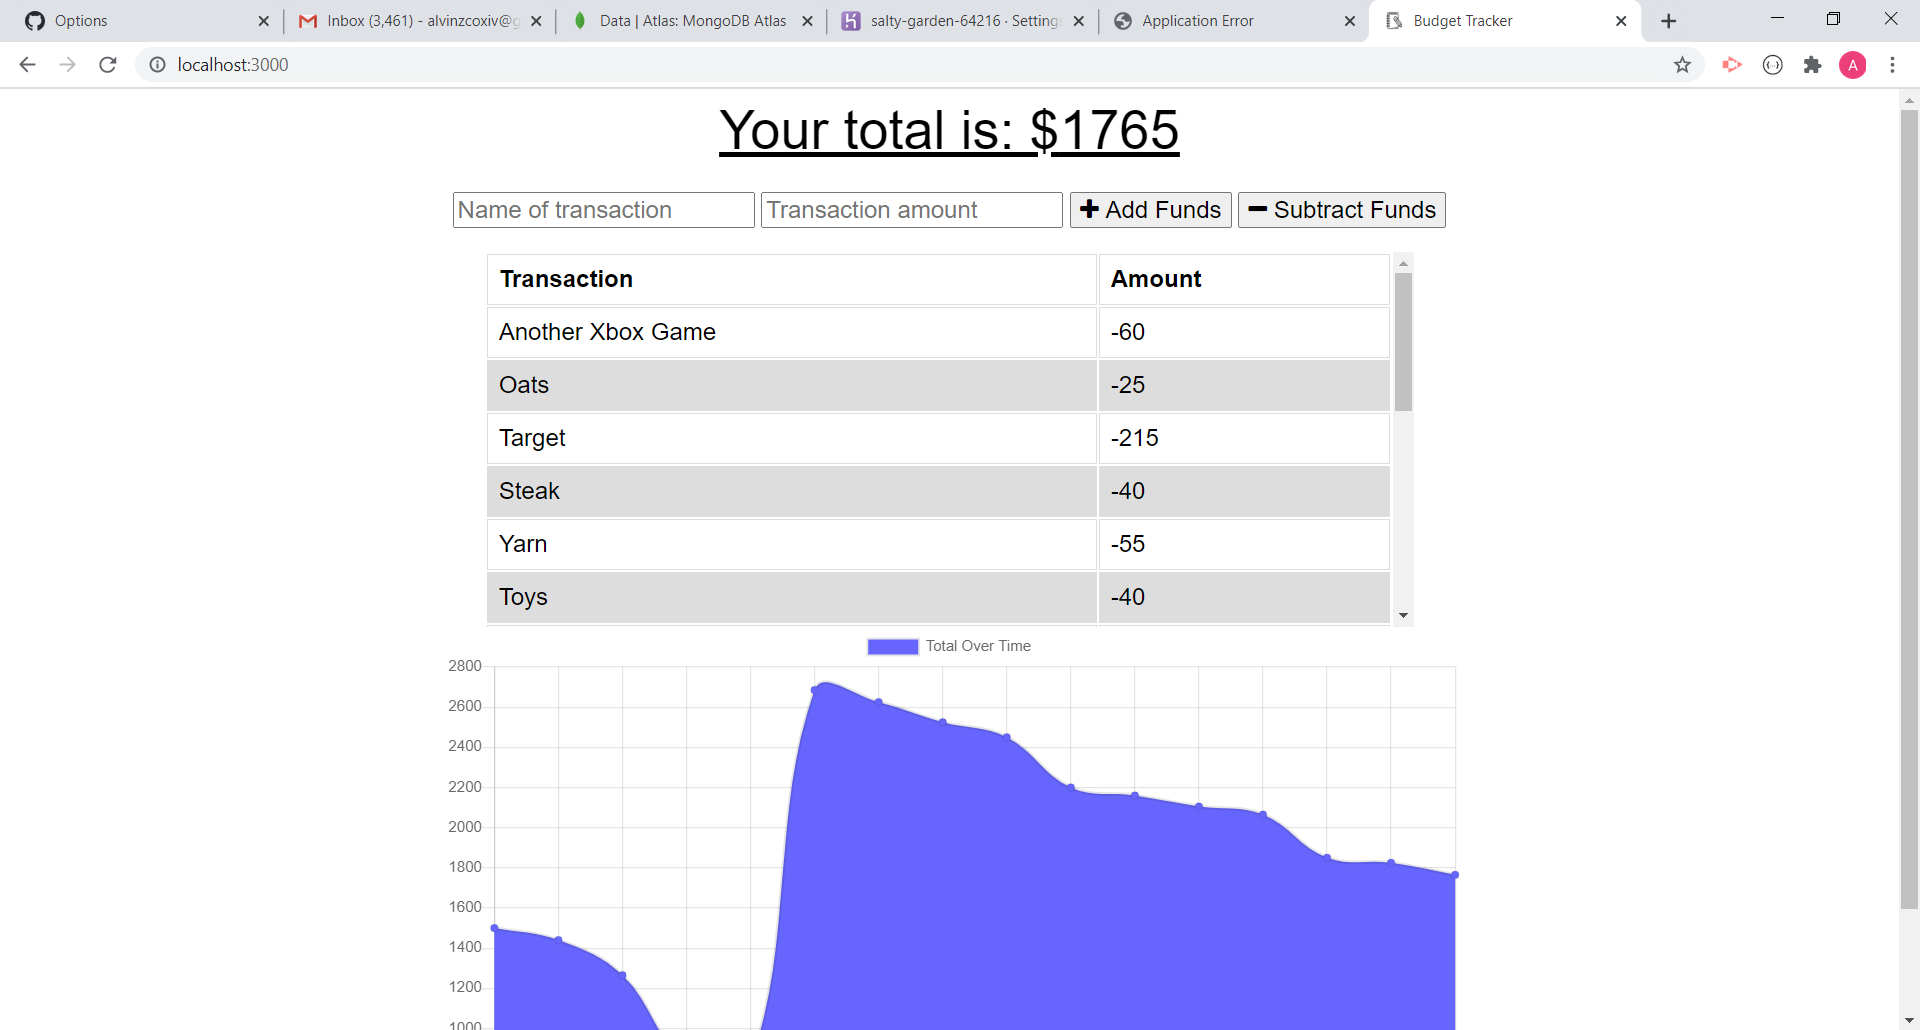 Options
Inbox (3,461) - alvinzcoxiv@g
Data | Atlas: MongoDB Atlas
salty-garden-64216 · Setting
Application Error
Budget Tracker
localhost:3000
A
Your total is: $1765
Name of transaction Transaction amount Add Funds Subtract Funds
Transaction Amount
Another Xbox Game -60
Oats -25
Target -215
Steak -40
Yarn -55
Toys -40
Total Over Time
2800
2600
2400
2200
2000
1800
1600
1400
1200
1000